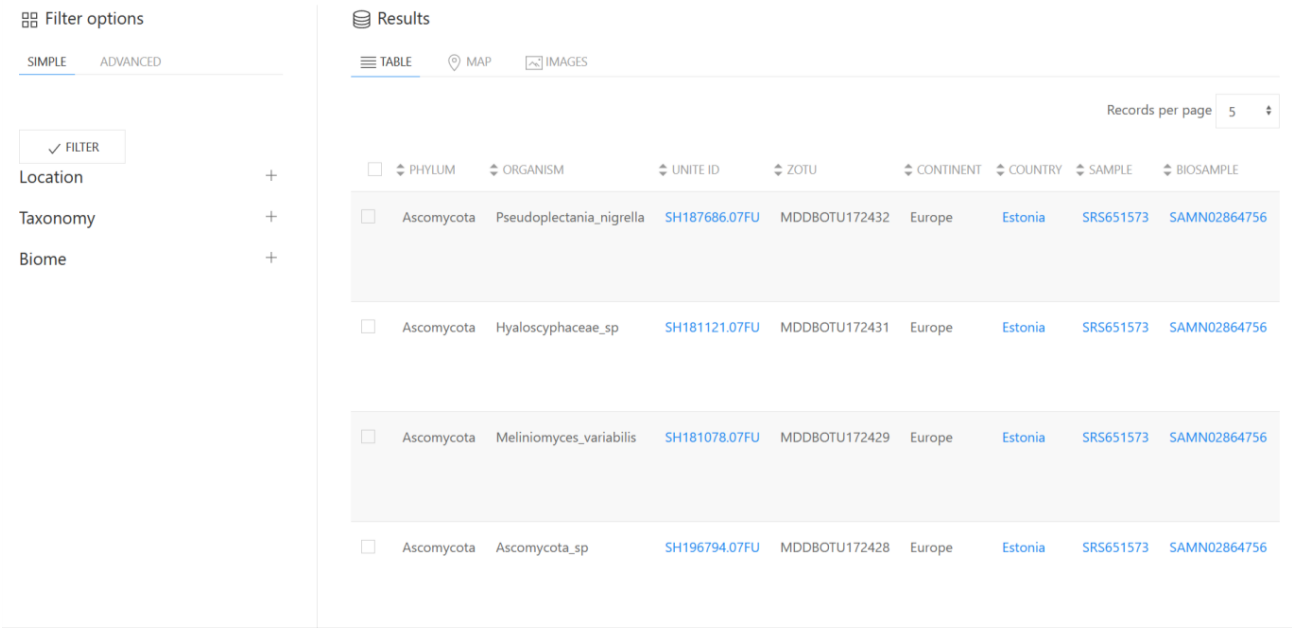 Filter options
SIMPLE ADVANCED
FILTER
Location
Taxonomy
Biome
Results
TABLE MAP IMAGES
Records per page 5
PHYLUM ORGANISM UNITE ID ZOTU CONTINENT COUNTRY SAMPLE BIOSAMPLE
Ascomycota Pseudoplectania_nigrella SH187686.07FU MDDBOTU172432 Europe Estonia SRS651573 SAMN02864756
Ascomycota Hyaloscyphaceae_sp SH181121.07FU MDDBOTU172431 Europe Estonia SRS651573 SAMN02864756
Ascomycota Meliniomyces_variabilis SH181078.07FU MDDBOTU172429 Europe Estonia SRS651573 SAMN02864756
Ascomycota Ascomycota_sp SH196794.07FU MDDBOTU172428 Europe Estonia SRS651573 SAMN02864756